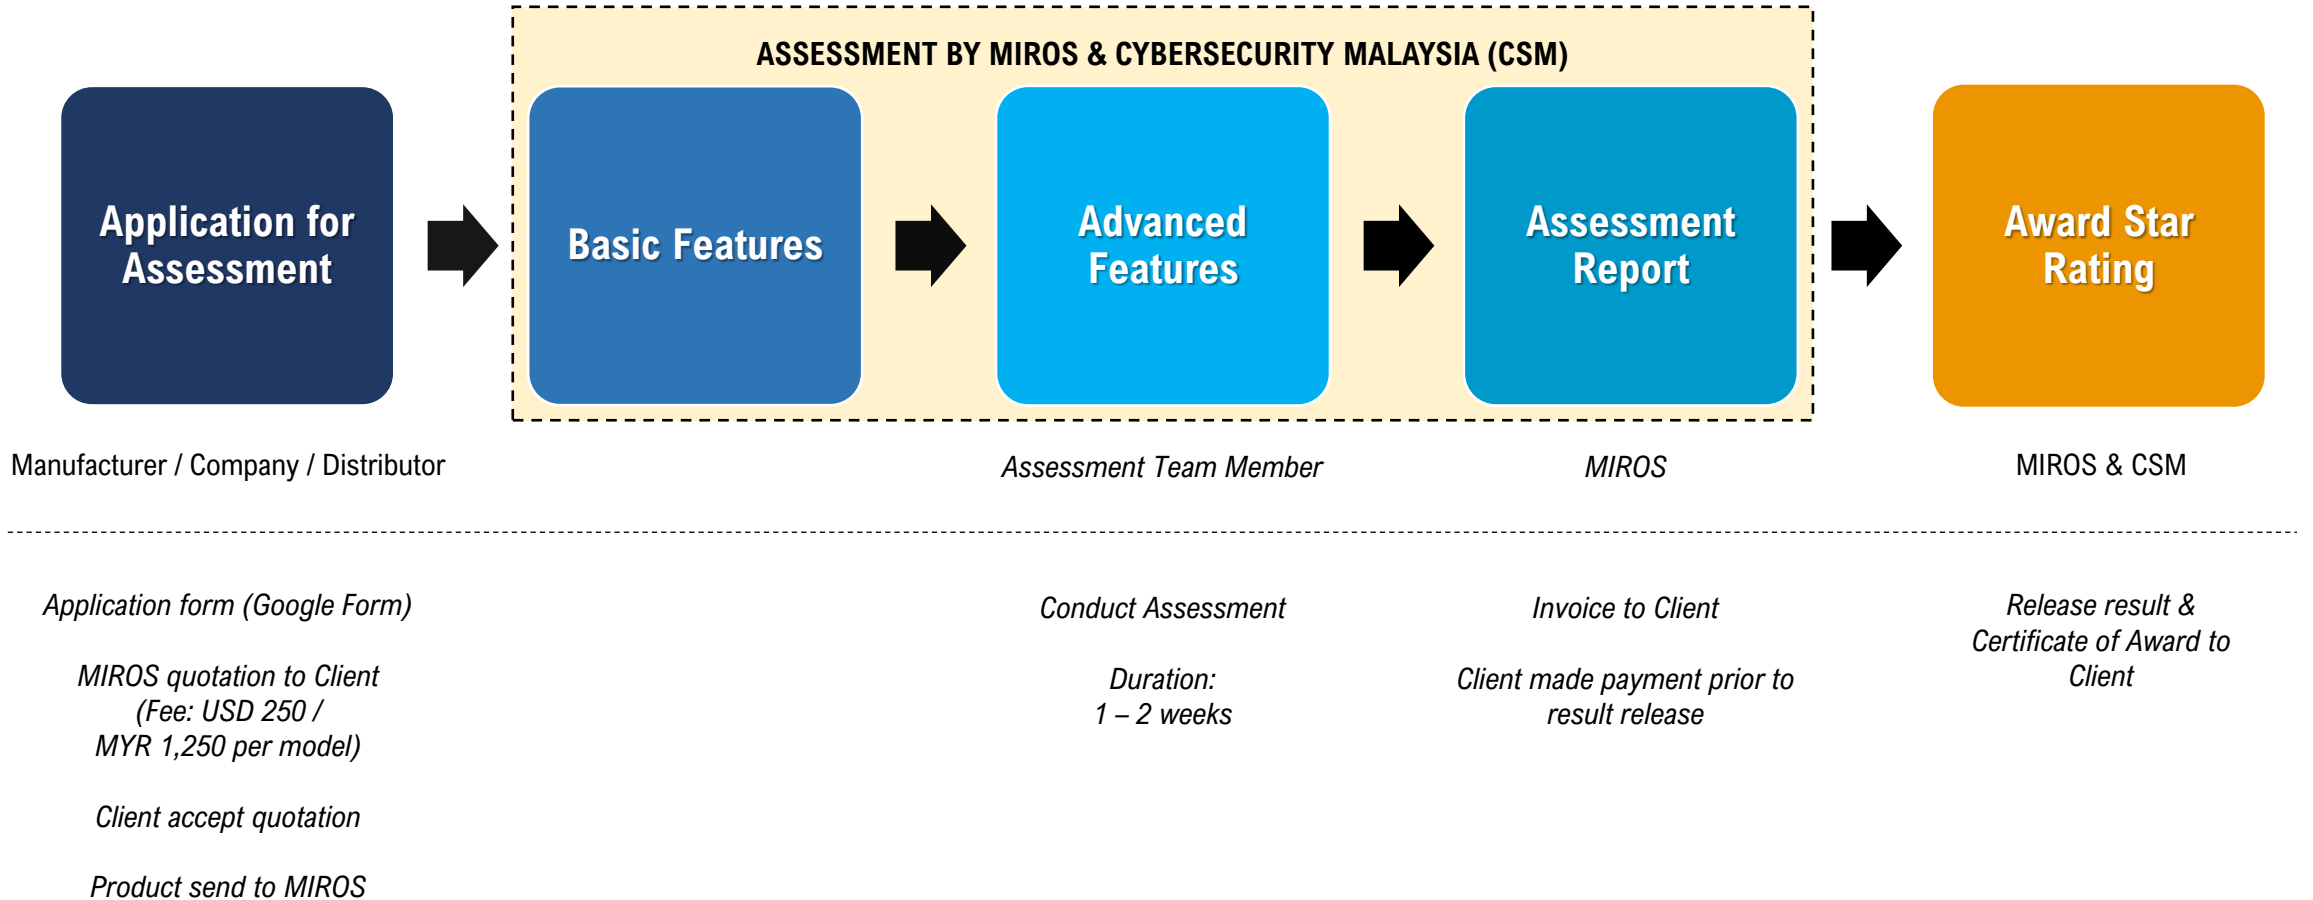 ASSESSMENT BY MIROS & CYBERSECURITY MALAYSIA (CSM)
Application for
Assessment
Basic Features
Advanced
Features
Assessment
Report
Award Star
Rating
Manufacturer / Company / Distributor
Assessment Team Member
MIROS
MIROS & CSM
Application form (Google Form)
MIROS quotation to Client
(Fee: USD 250 /
MYR 1,250 per model)
Client accept quotation
Product send to MIROS
Conduct Assessment
Duration:
1 – 2 weeks
Invoice to Client
Client made payment prior to
result release
Release result &
Certificate of Award to
Client